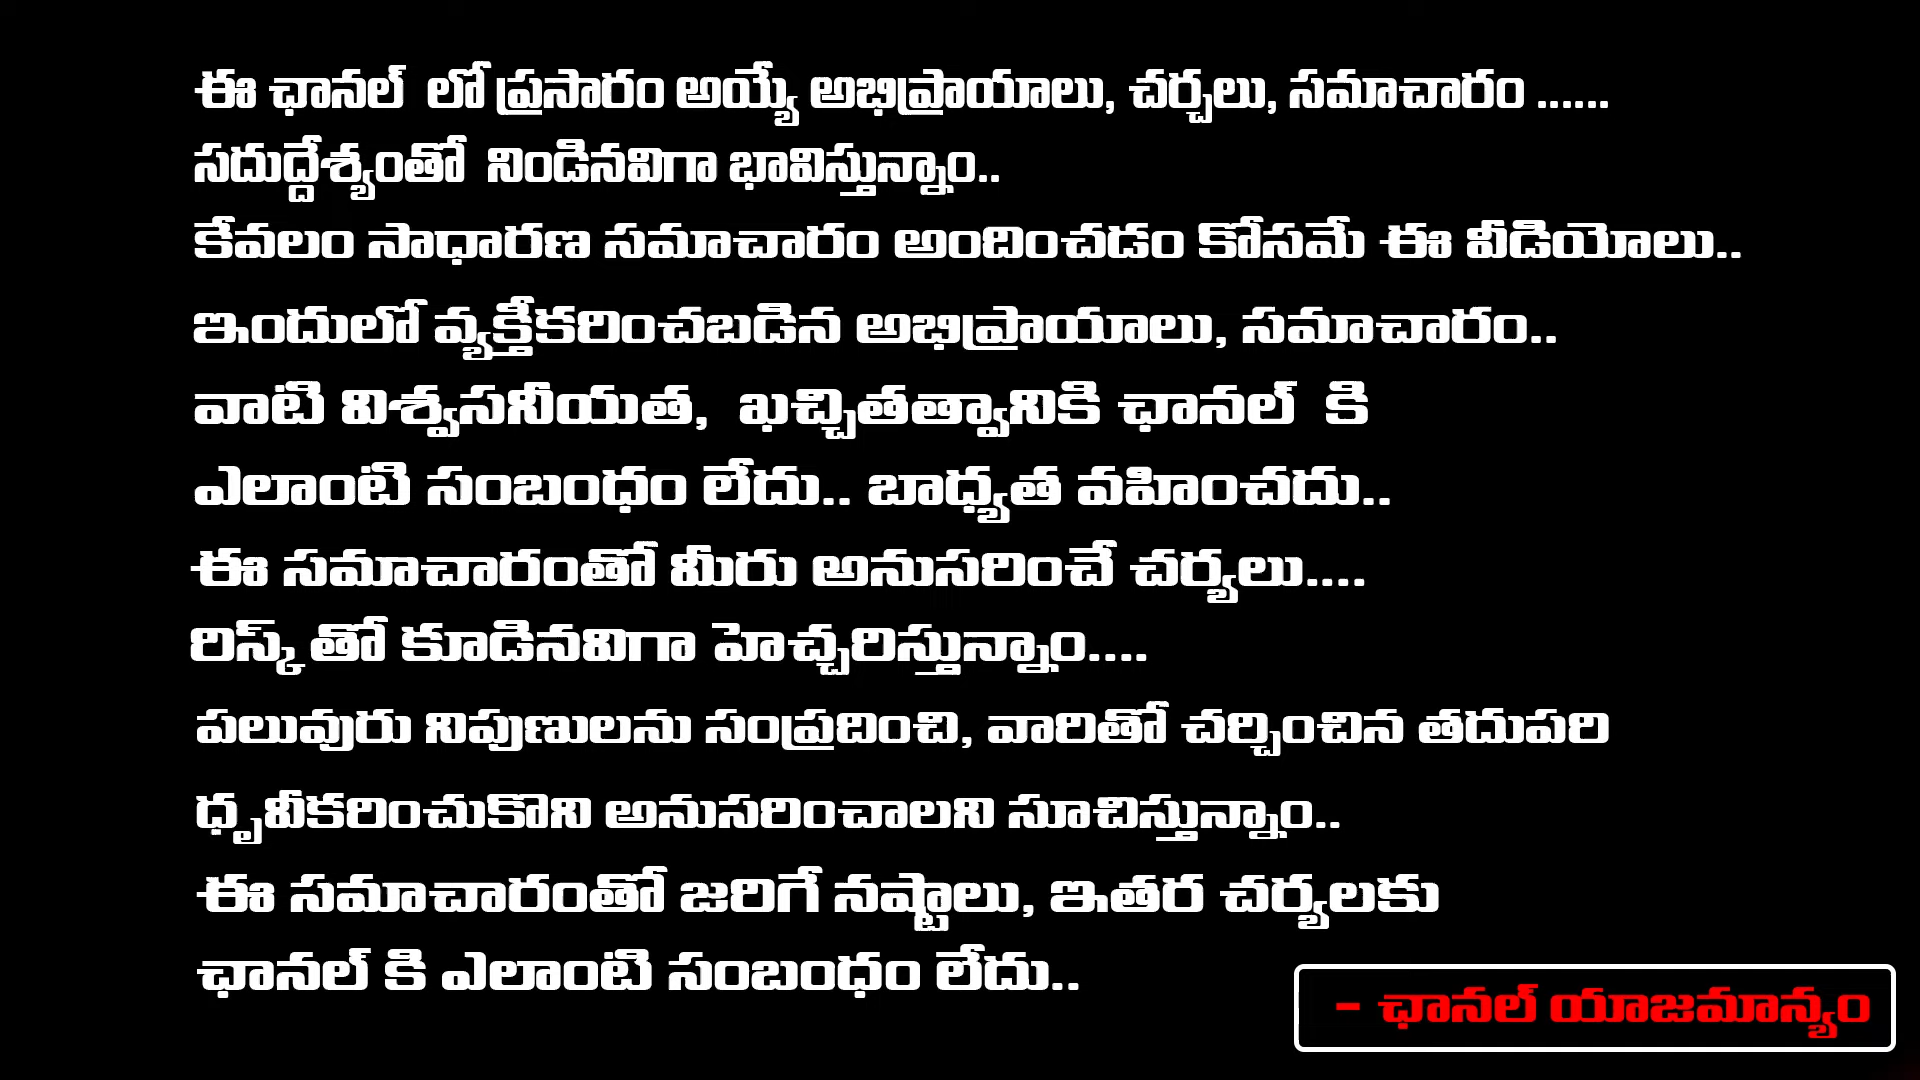 ఈ ఛానల్ లో ప్రసారం అయ్యే అభిప్రాయాలు, చర్చలు, సమాచారం ......
సదుద్దేశ్యంతో నిండినవిగా భావిస్తున్నాం..
కేవలం సాధారణ సమాచారం అందించడం కోసమే ఈ వీడియోలు..
ఇందులో వ్యక్తీకరించబడిన అభిప్రాయాలు, సమాచారం..
వాటి విశ్వసనీయత, ఖచ్చితత్వానికి ఛానల్ కి
ఎలాంటి సంబంధం లేదు.. బాధ్యత వహించదు..
ఈ సమాచారంతో మీరు అనుసరించే చర్యలు....
రిస్క్ తో కూడినవిగా హెచ్చరిస్తున్నాం....
పలువురు నిపుణులను సంప్రదించి, వారితో చర్చించిన తదుపరి
ధృవీకరించుకొని అనుసరించాలని సూచిస్తున్నాం..
ఈ సమాచారంతో జరిగే నష్టాలు, ఇతర చర్యలకు
ఛానల్ కి ఎలాంటి సంబంధం లేదు..
- ఛానల్ యాజమాన్యం